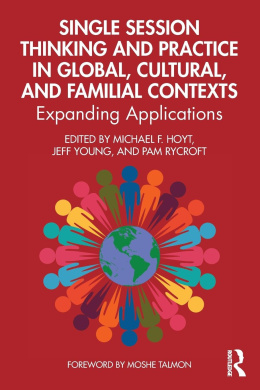 SINGLE SESSION
THINKING AND PRACTICE
IN GLOBAL, CULTURAL,
AND FAMILIAL CONTEXTS
Expanding Applications
EDITED BY MICHAEL F. HOYT,
JEFF YOUNG, AND PAM RYCROFT
FOREWORD BY MOSHE TALMON
ROUTLEDGE